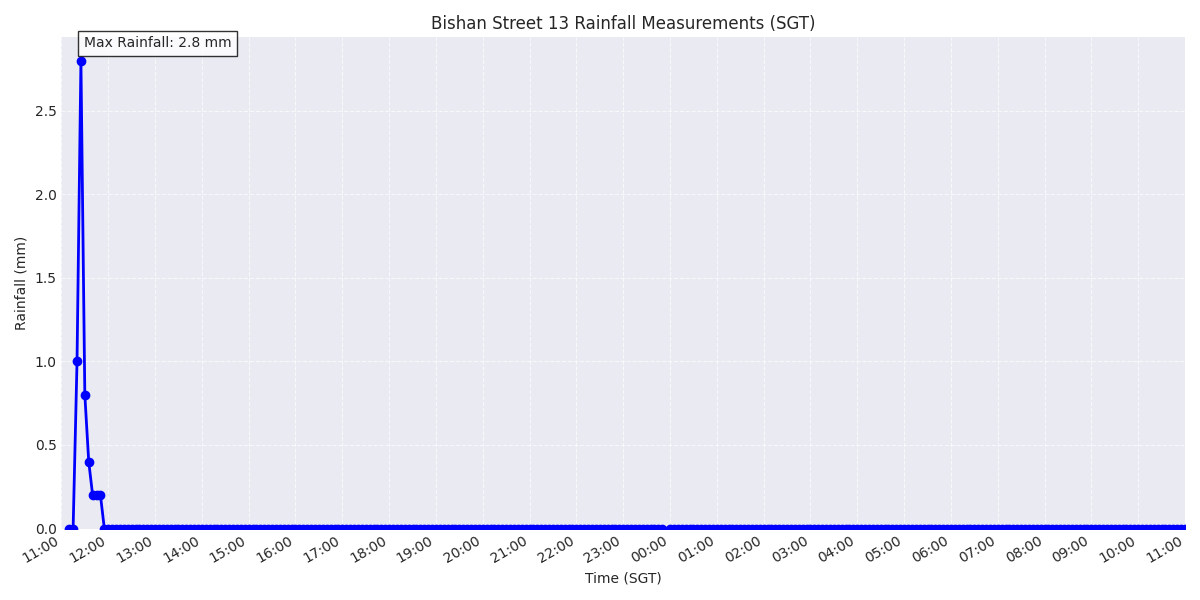 Bishan Street 13 Rainfall Measurements (SGT)
Max Rainfall: 2.8 mm
2.5
2.0
1.5
1.0
0.5
0.0
Rainfall (mm)
11:00 12:00 13:00 14:00 15:00 16:00 17:00 18:00 19:00 20:00 21:00 22:00 23:00 00:00 01:00 02:00 03:00 04:00 05:00 06:00 07:00 08:00 09:00 10:00 11:00
Time (SGT)